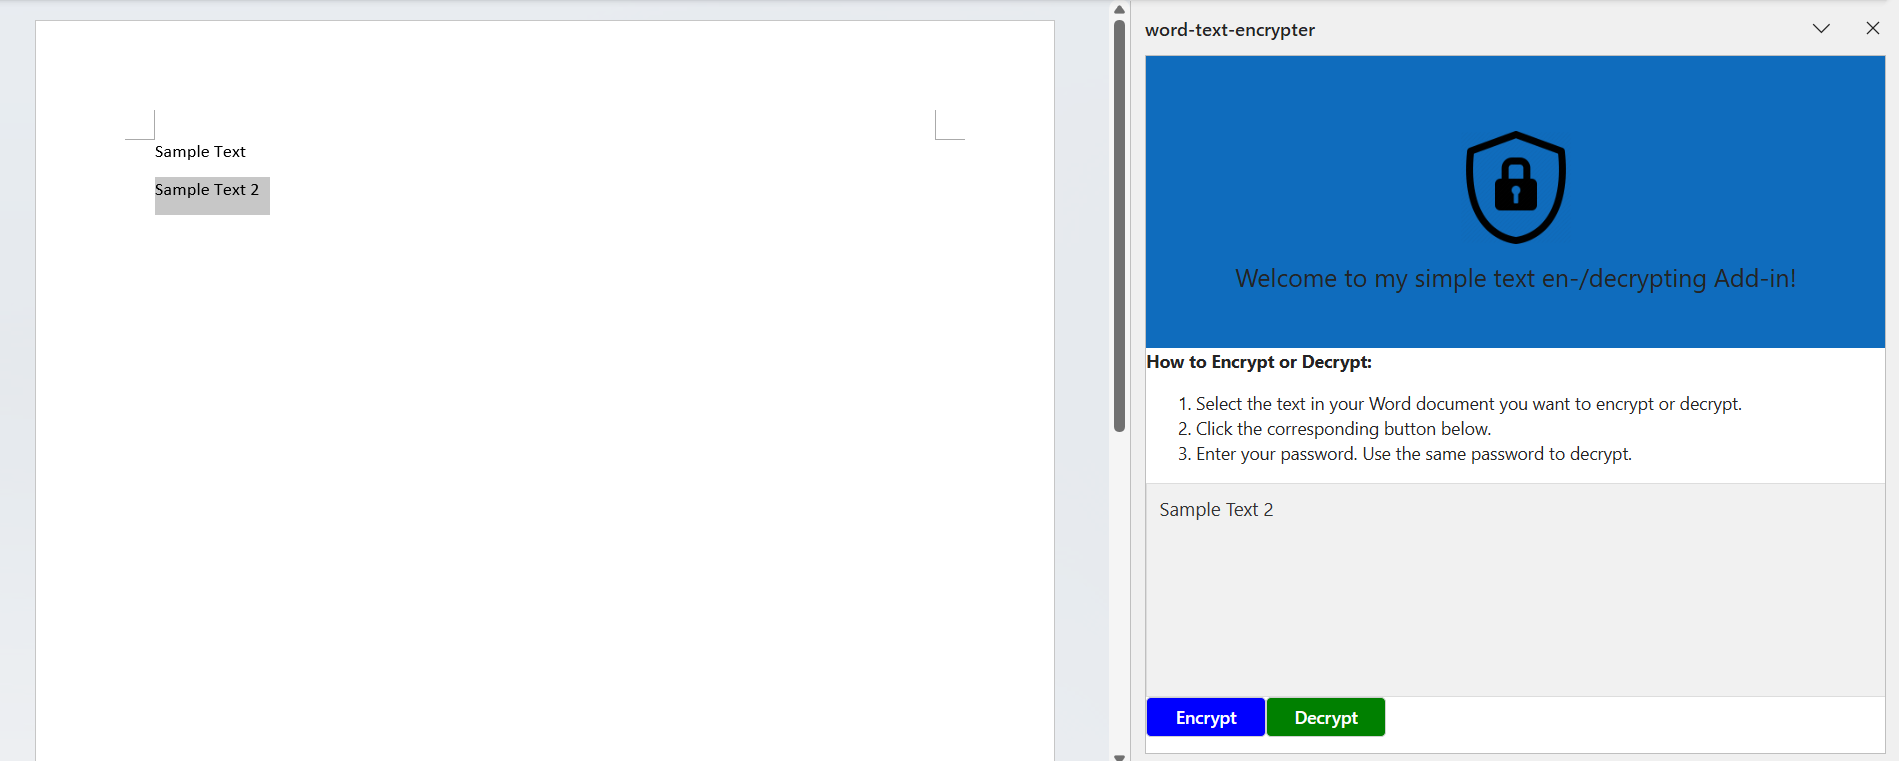 Sample Text
Sample Text 2
word-text-encrypter
Welcome to my simple text en-/decrypting Add-in!
How to Encrypt or Decrypt:
1. Select the text in your Word document you want to encrypt or decrypt.
2. Click the corresponding button below.
3. Enter your password. Use the same password to decrypt.
Sample Text 2
Encrypt Decrypt